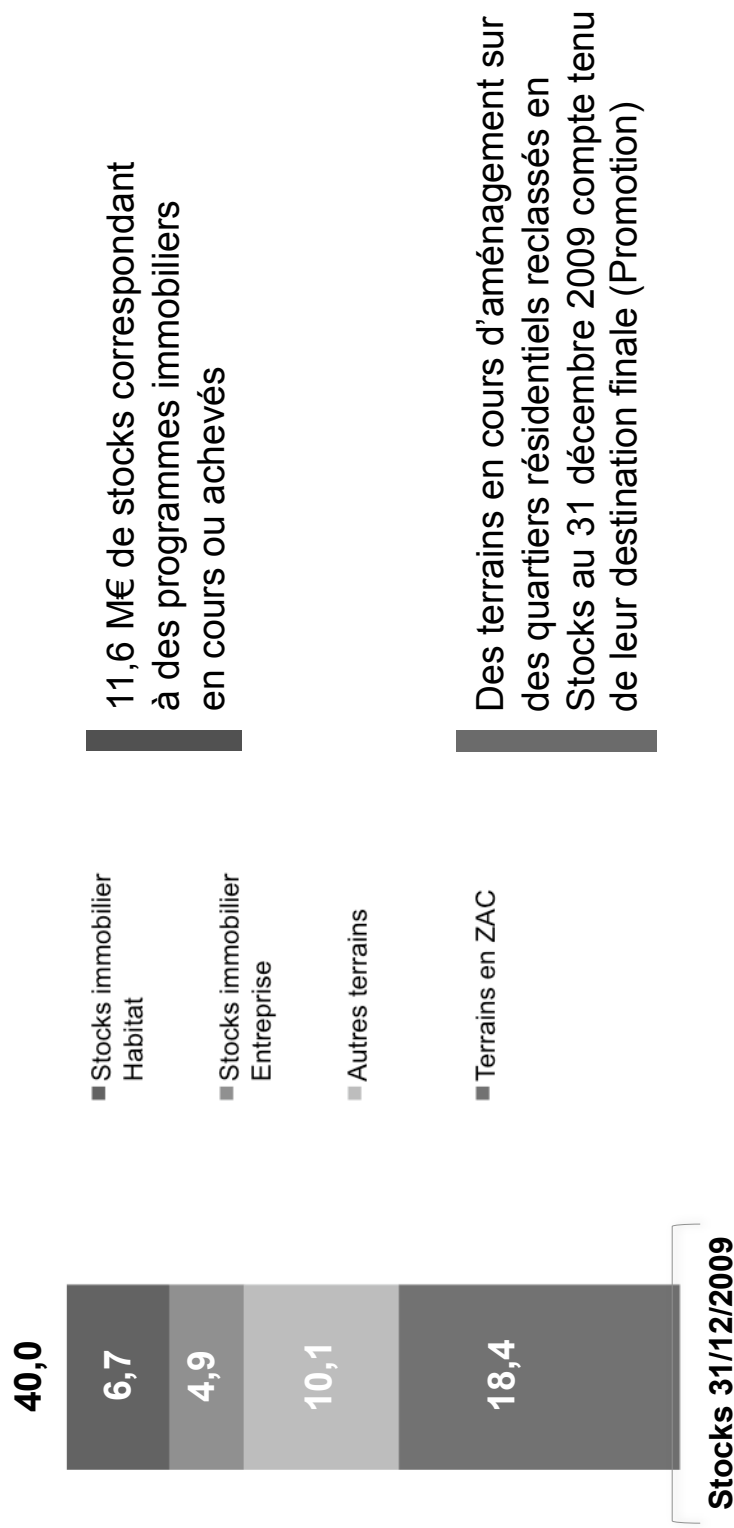 40,0
6,7
4,9
10,1
18,4
Stocks 31/12/2009
Stocks immobilier
Habitat
Stocks immobilier
Entreprise
Autres terrains
Terrains en ZAC
11,6 M€ de stocks correspondant
à des programmes immobiliers
en cours ou achevés
Des terrains en cours d’aménagement sur
des quartiers résidentiels reclassés en
Stocks au 31 décembre 2009 compte tenu
de leur destination finale (Promotion)